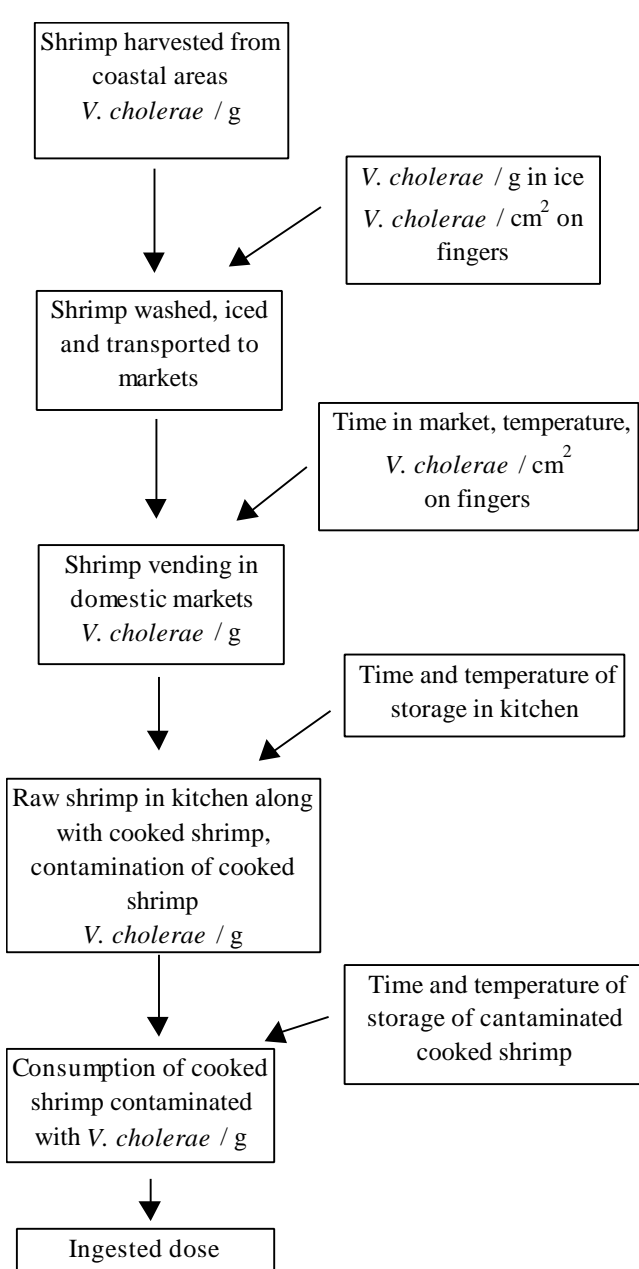 Shrimp harvested from
coastal areas
V. cholerae / g
V. cholerae / g in ice
V. cholerae / cm² on
fingers
Shrimp washed, iced
and transported to
markets
Time in market, temperature,
V. cholerae / cm²
on fingers
Shrimp vending in
domestic markets
V. cholerae / g
Time and temperature of
storage in kitchen
Raw shrimp in kitchen along
with cooked shrimp,
contamination of cooked
shrimp
V. cholerae / g
Time and temperature of
storage of cantaminated
cooked shrimp
Consumption of cooked
shrimp contaminated
with V. cholerae / g
Ingested dose